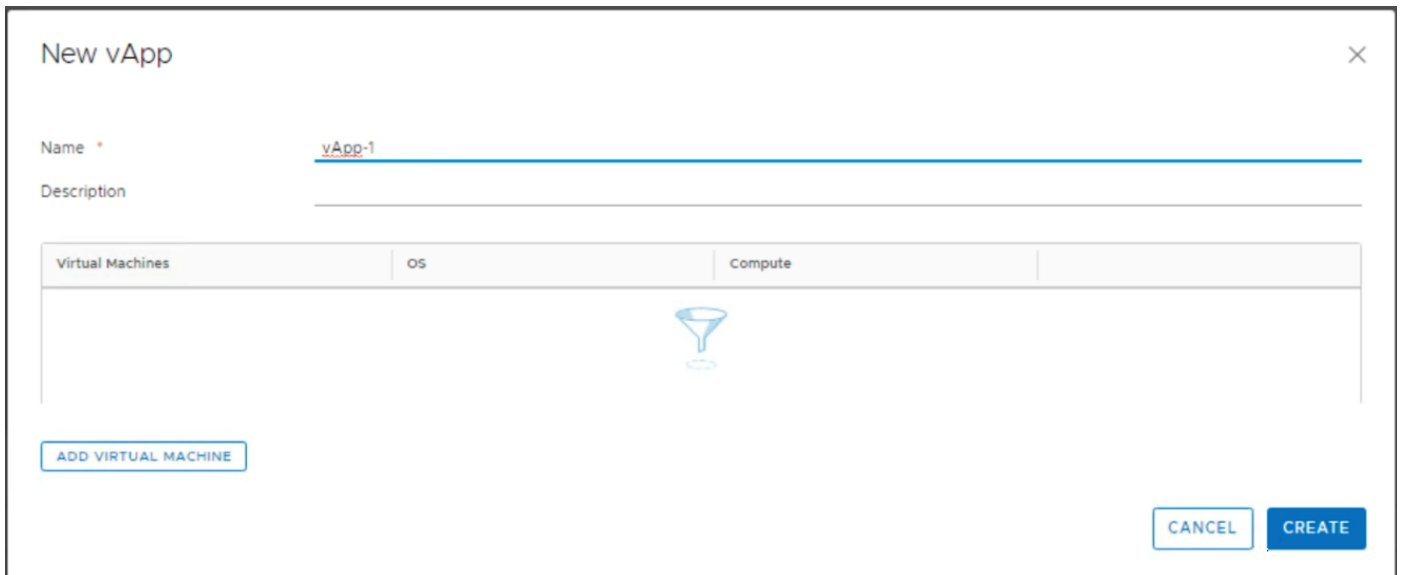 New vApp
Name *
vApp-1
Description
Virtual Machines OS Compute
ADD VIRTUAL MACHINE
CANCEL CREATE